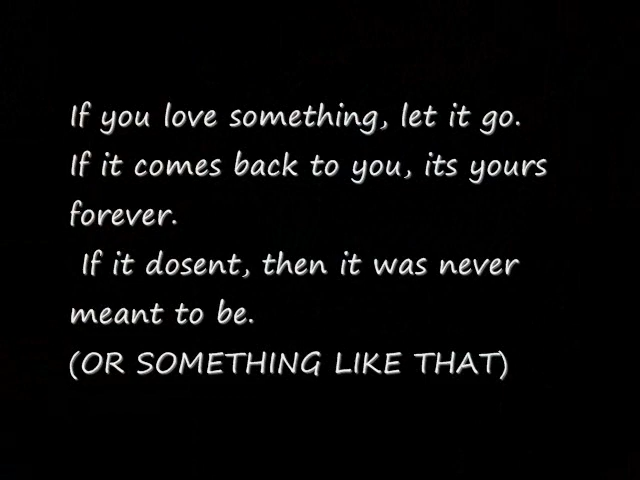 If you love something, let it go.
If it comes back to you, its yours
forever.
If it dosent, then it was never
meant to be.
(OR SOMETHING LIKE THAT)